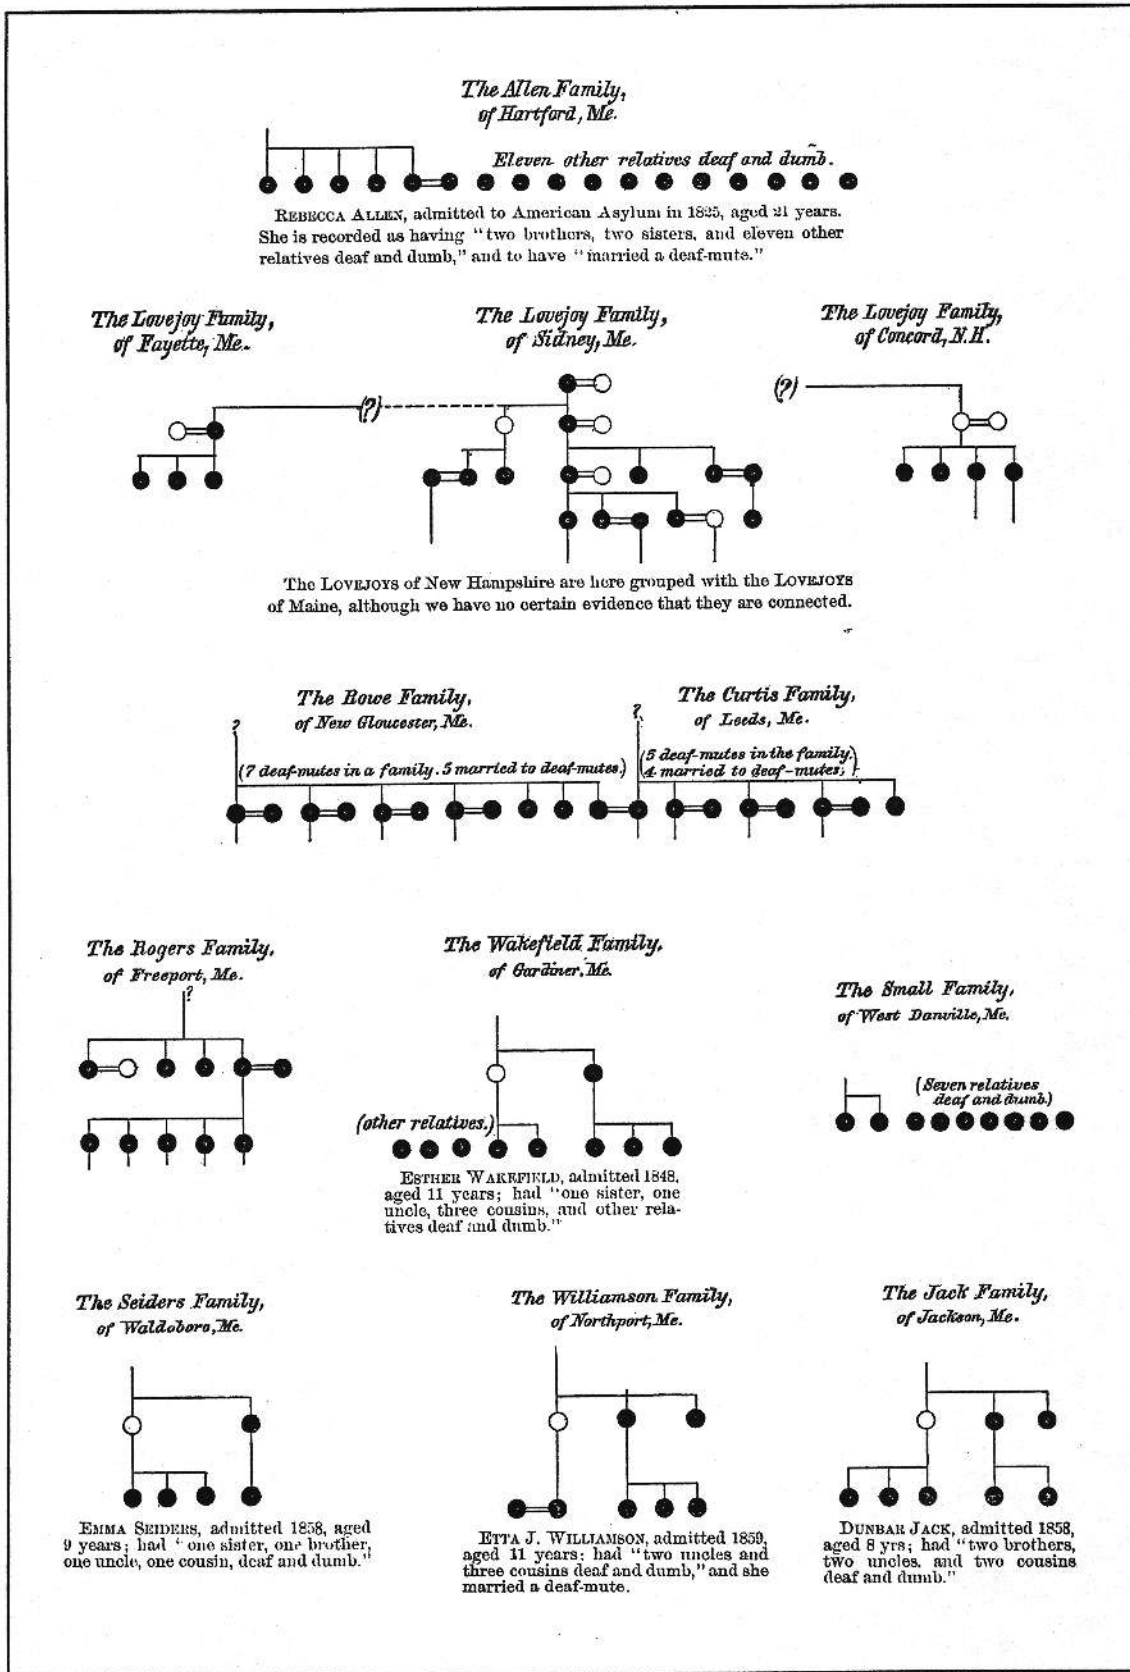 The Allen Family,
of Hartford, Me.
Eleven other relatives deaf and dumb.
REBECCA ALLEN, admitted to American Asylum in 1825, aged 21 years.
She is recorded as having "two brothers, two sisters, and eleven other
relatives deaf and dumb," and to have "married a deaf-mute."
The Lovejoy Family,
of Fayette, Me.
The Lovejoy Family,
of Sidney, Me.
The Lovejoy Family,
of Concord, N.H.
(?)
(?)
The LOVEJOYS of New Hampshire are here grouped with the LOVEJOYS
of Maine, although we have no certain evidence that they are connected.
The Rowe Family,
of New Gloucester, Me.
?
(7 deaf-mutes in a family. 5 married to deaf-mutes.)
The Curtis Family,
of Leeds, Me.
?
(5 deaf-mutes in the family.)
(4 married to deaf-mutes,
The Rogers Family,
of Freeport, Me.
?
The Wakefield Family,
of Gardiner, Me.
(other relatives.)
ESTHER WAKEFIELD, admitted 1848,
aged 11 years; had "one sister, one
uncle, three cousins, and other rela-
tives deaf and dumb."
The Small Family,
of West Danville, Me.
(Seven relatives
deaf and dumb.)
The Seiders Family,
of Waldoboro, Me.
EMMA SEIDERS, admitted 1858, aged
9 years; had "one sister, one brother,
one uncle, one cousin, deaf and dumb."
The Williamson Family,
of Northport, Me.
ETTA J. WILLIAMSON, admitted 1859,
aged 11 years; had "two uncles and
three cousins deaf and dumb," and she
married a deaf-mute.
The Jack Family,
of Jackson, Me.
DUNBAR JACK, admitted 1858,
aged 8 yrs; had "two brothers,
two uncles, and two cousins
deaf and dumb."